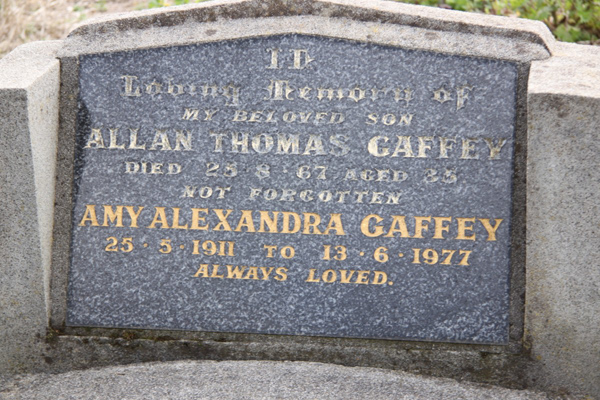 In
Loving Memory of
MY BELOVED SON
ALLAN THOMAS GAFFEY
DIED 25·8·67 AGED 35
NOT FORGOTTEN
AMY ALEXANDRA GAFFEY
25·5·1911 TO 13·6·1977
ALWAYS LOVED.